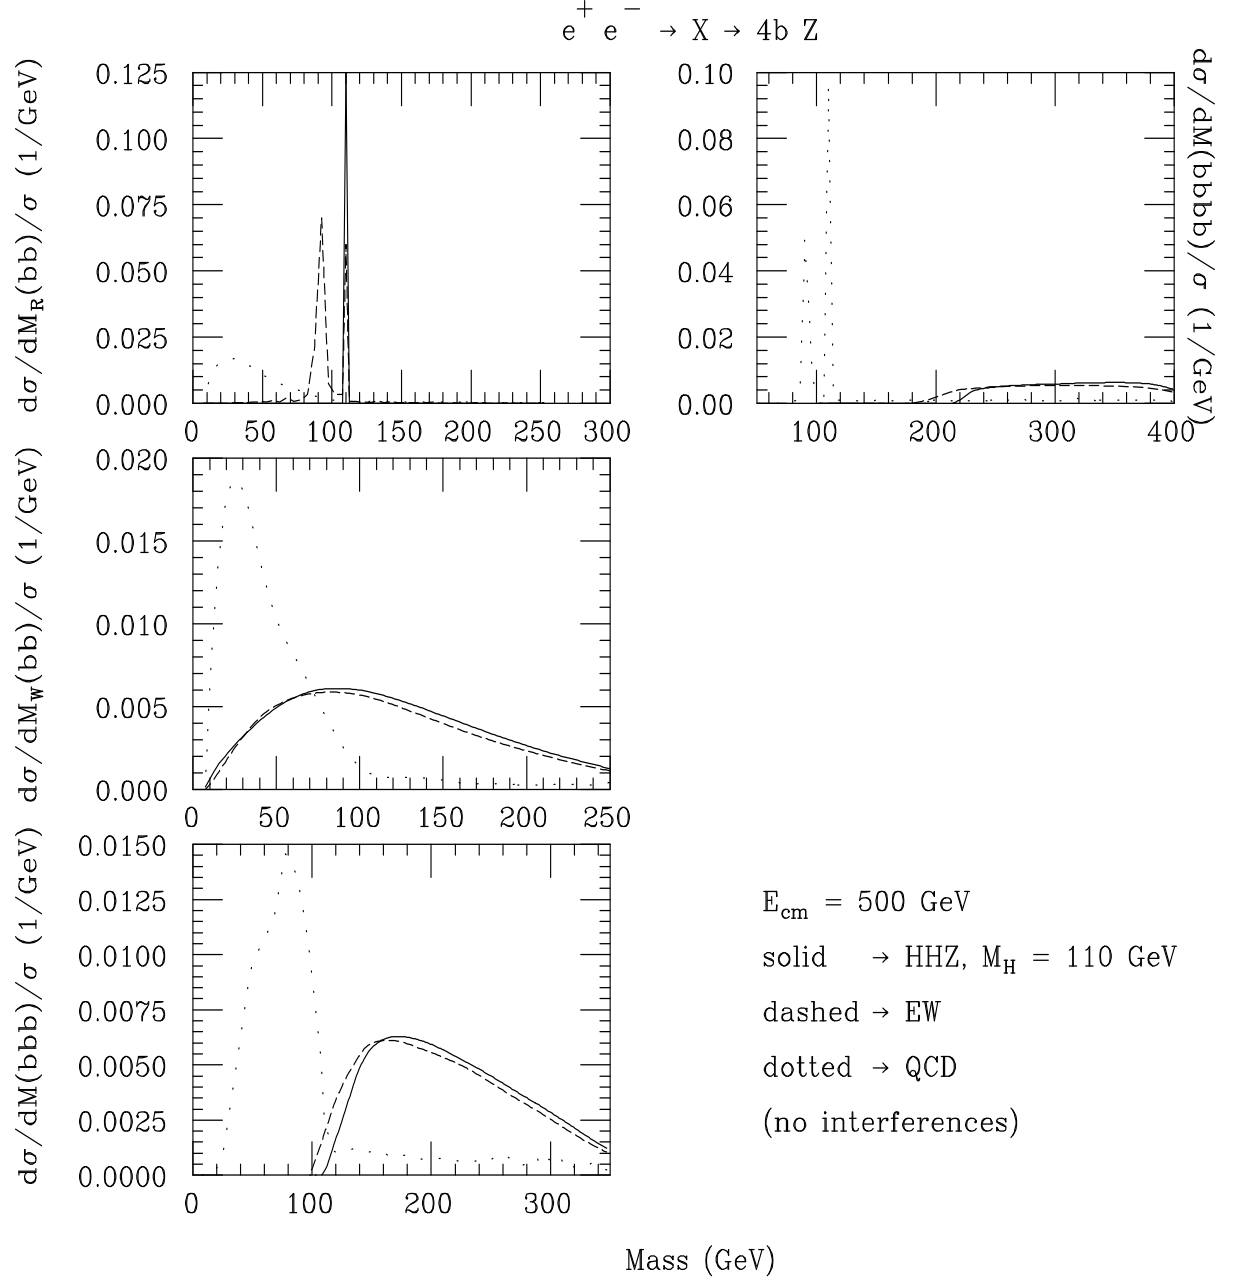 e⁺ e⁻ → X → 4b Z
dσ/dM_R(bb)/σ (1/GeV)
0.125
0.100
0.075
0.050
0.025
0.000
0 50 100 150 200 250 300
dσ/dM(bbbb)/σ (1/GeV)
0.10
0.08
0.06
0.04
0.02
0.00
100 200 300 400
dσ/dM_W(bb)/σ (1/GeV)
0.020
0.015
0.010
0.005
0.000
0 50 100 150 200 250
dσ/dM(bbb)/σ (1/GeV)
0.0150
0.0125
0.0100
0.0075
0.0050
0.0025
0.0000
0 100 200 300
E_cm = 500 GeV
solid → HHZ, M_H = 110 GeV
dashed → EW
dotted → QCD
(no interferences)
Mass (GeV)